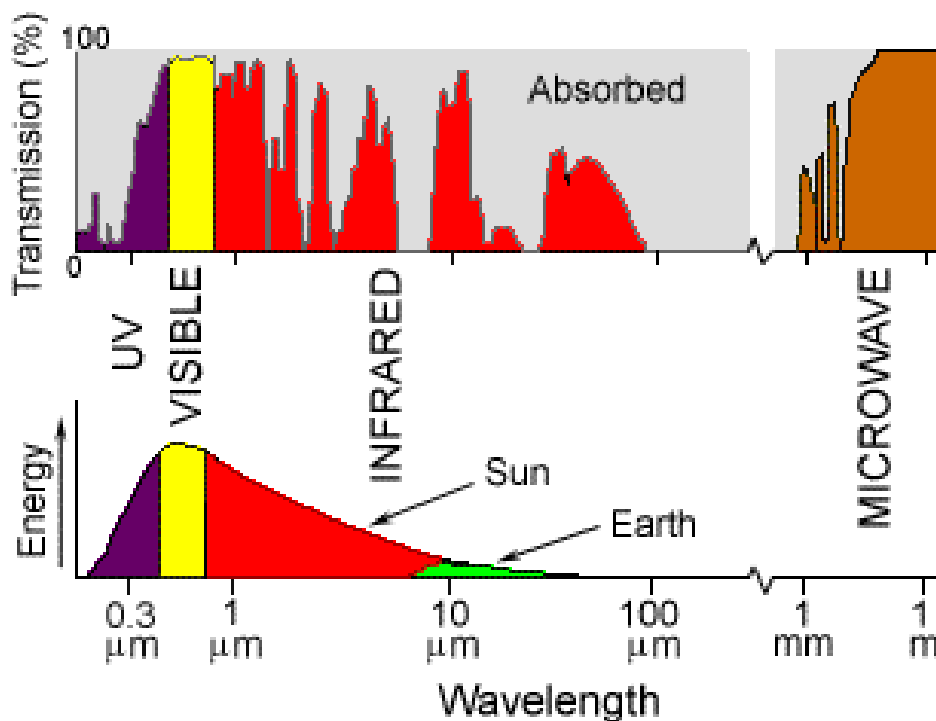 Transmission (%)
100
0
Absorbed
UV
VISIBLE
INFRARED
MICROWAVE
Energy
Sun
Earth
0.3 1 10 100 1 1
μm μm μm μm mm m
Wavelength